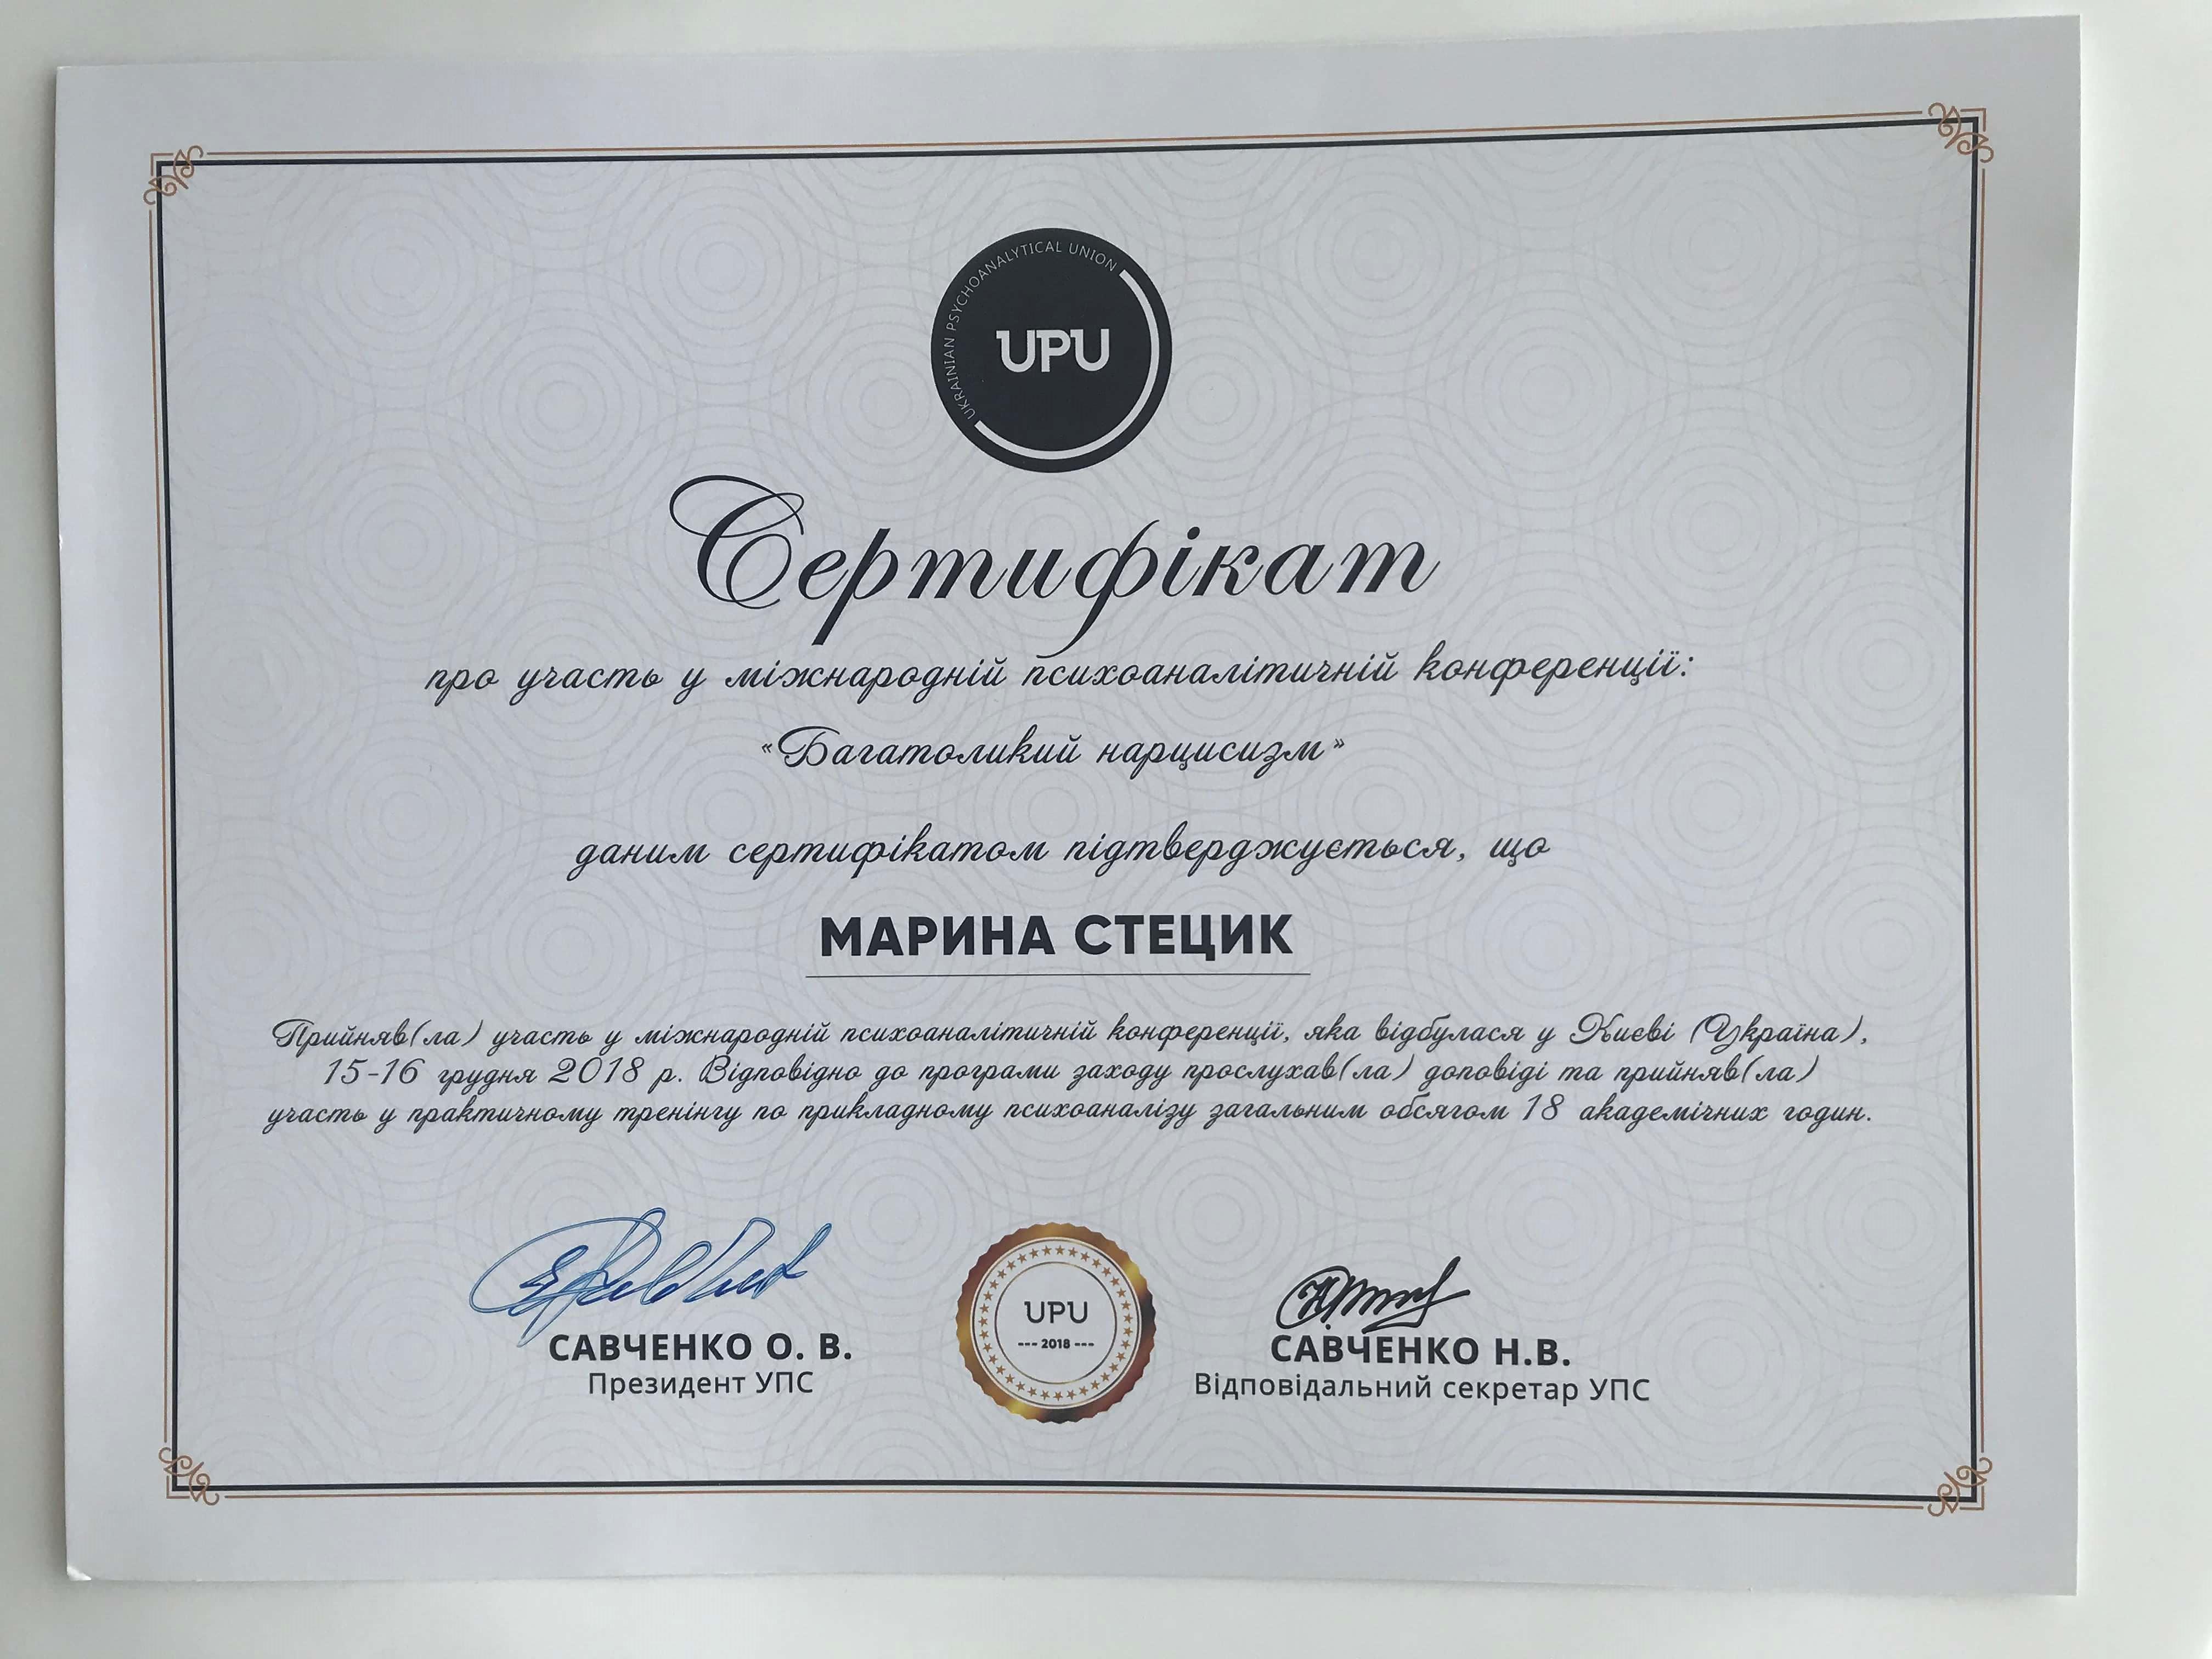 UKRAINIAN PSYCHOANALYTICAL UNION
UPU
Сертифікат
про участь у міжнародній психоаналітичній конференції:
«Багатоликий нарцисизм»
даним сертифікатом підтверджується, що
МАРИНА СТЕЦИК
Прийняв(ла) участь у міжнародній психоаналітичній конференції, яка відбулася у Києві (Україна),
15-16 грудня 2018 р. Відповідно до програми заходу прослухав(ла) доповіді та прийняв(ла)
участь у практичному тренінгу по прикладному психоаналізу загальним обсягом 18 академічних годин.
САВЧЕНКО О. В.
Президент УПС
UPU
--- 2018 ---
САВЧЕНКО Н.В.
Відповідальний секретар УПС